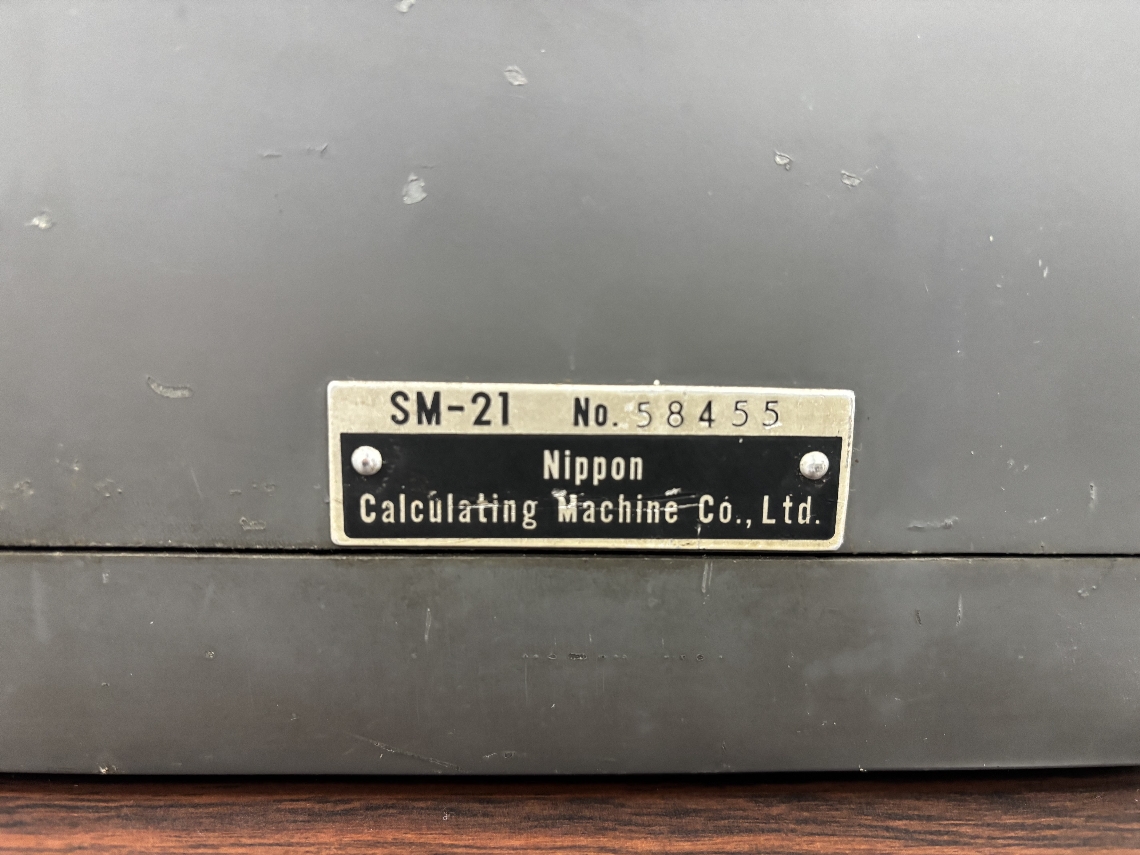 SM-21 No. 58455
Nippon
Calculating Machine Co., Ltd.